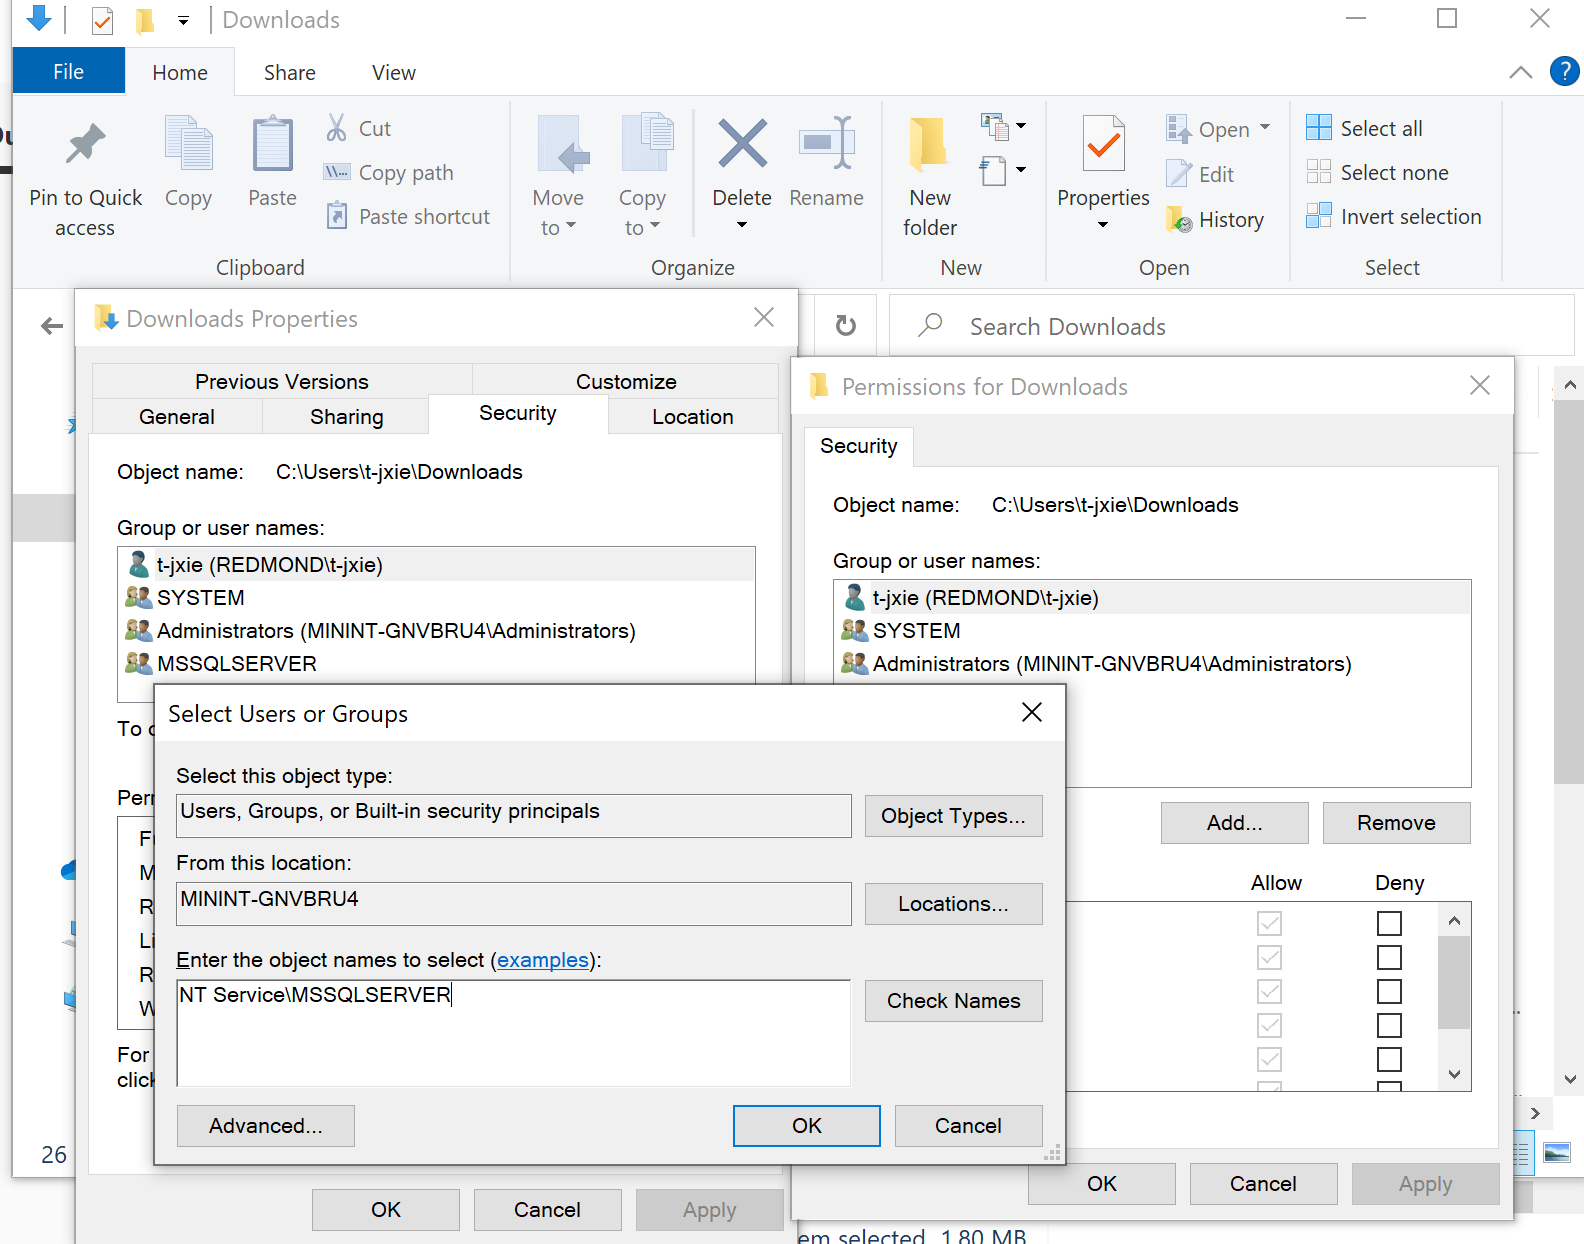 Downloads
File
Home
Share
View
Pin to Quick access
Copy
Paste
Cut
Copy path
Paste shortcut
Clipboard
Move to
Copy to
Delete
Rename
Organize
New folder
New
Properties
Open
Edit
History
Open
Select all
Select none
Invert selection
Select
Search Downloads
Downloads Properties
Previous Versions
Customize
General
Sharing
Security
Location
Object name: C:\Users\t-jxie\Downloads
Group or user names:
t-jxie (REDMOND\t-jxie)
SYSTEM
Administrators (MININT-GNVBRU4\Administrators)
MSSQLSERVER
To c
Perr
M
R
Li
R
W
For
click
26
OK
Cancel
Apply
Permissions for Downloads
Security
Object name: C:\Users\t-jxie\Downloads
Group or user names:
t-jxie (REDMOND\t-jxie)
SYSTEM
Administrators (MININT-GNVBRU4\Administrators)
Add...
Remove
Allow
Deny
OK
Cancel
Apply
Select Users or Groups
Select this object type:
Users, Groups, or Built-in security principals
Object Types...
From this location:
MININT-GNVBRU4
Locations...
Enter the object names to select (examples):
NT Service\MSSQLSERVER
Check Names
Advanced...
OK
Cancel
em selected 1.80 MB